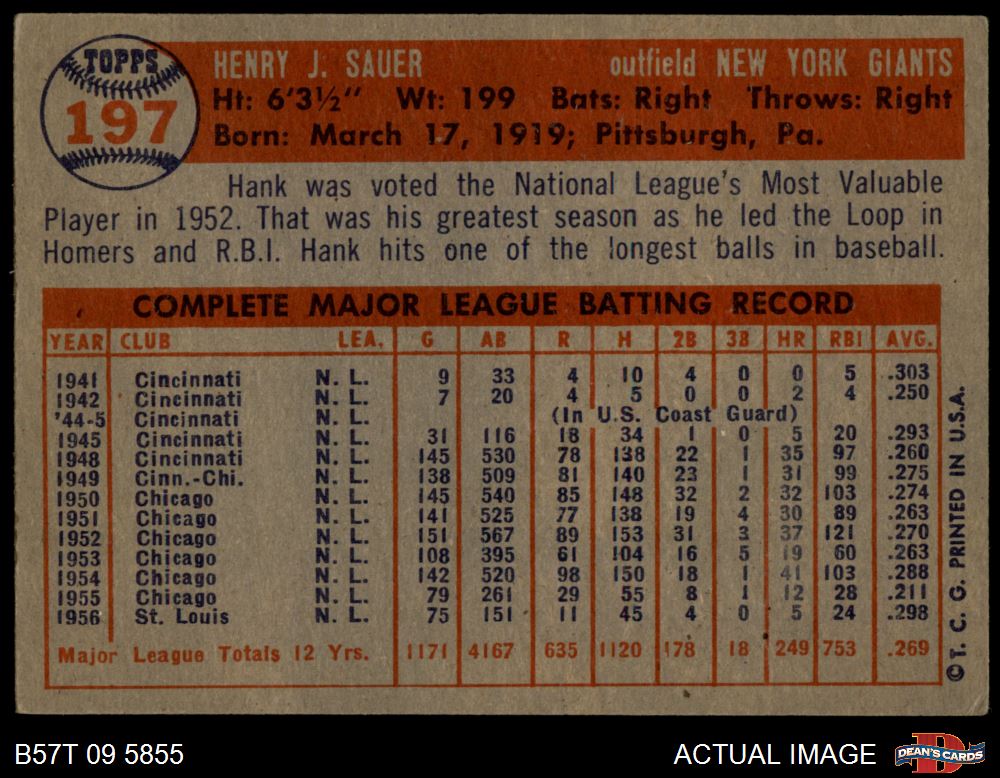 TOPPS
197
HENRY J. SAUER outfield NEW YORK GIANTS
Ht: 6'3½" Wt: 199 Bats: Right Throws: Right
Born: March 17, 1919; Pittsburgh, Pa.
Hank was voted the National League's Most Valuable
Player in 1952. That was his greatest season as he led the Loop in
Homers and R.B.I. Hank hits one of the longest balls in baseball.
COMPLETE MAJOR LEAGUE BATTING RECORD
YEAR CLUB LEA. G AB R H 2B 3B HR RBI AVG.
1941 Cincinnati N. L. 9 33 4 10 4 0 0 5 .303
1942 Cincinnati N. L. 7 20 4 5 0 0 2 4 .250
'44-5 Cincinnati N. L. (In U.S. Coast Guard)
1945 Cincinnati N. L. 31 116 18 34 1 0 5 20 .293
1948 Cincinnati N. L. 145 530 78 138 22 1 35 97 .260
1949 Cinn.-Chi. N. L. 138 509 81 140 23 1 31 99 .275
1950 Chicago N. L. 145 540 85 148 32 2 32 103 .274
1951 Chicago N. L. 141 525 77 138 19 4 30 89 .263
1952 Chicago N. L. 151 567 89 153 31 3 37 121 .270
1953 Chicago N. L. 108 395 61 104 16 5 19 60 .263
1954 Chicago N. L. 142 520 98 150 18 1 41 103 .288
1955 Chicago N. L. 79 261 29 55 8 1 12 28 .211
1956 St. Louis N. L. 75 151 11 45 4 0 5 24 .298
Major League Totals 12 Yrs. 1171 4167 635 1120 178 18 249 753 .269
©T. C. G. PRINTED IN U.S.A.
B57T 09 5855 ACTUAL IMAGE DEAN'S CARDS